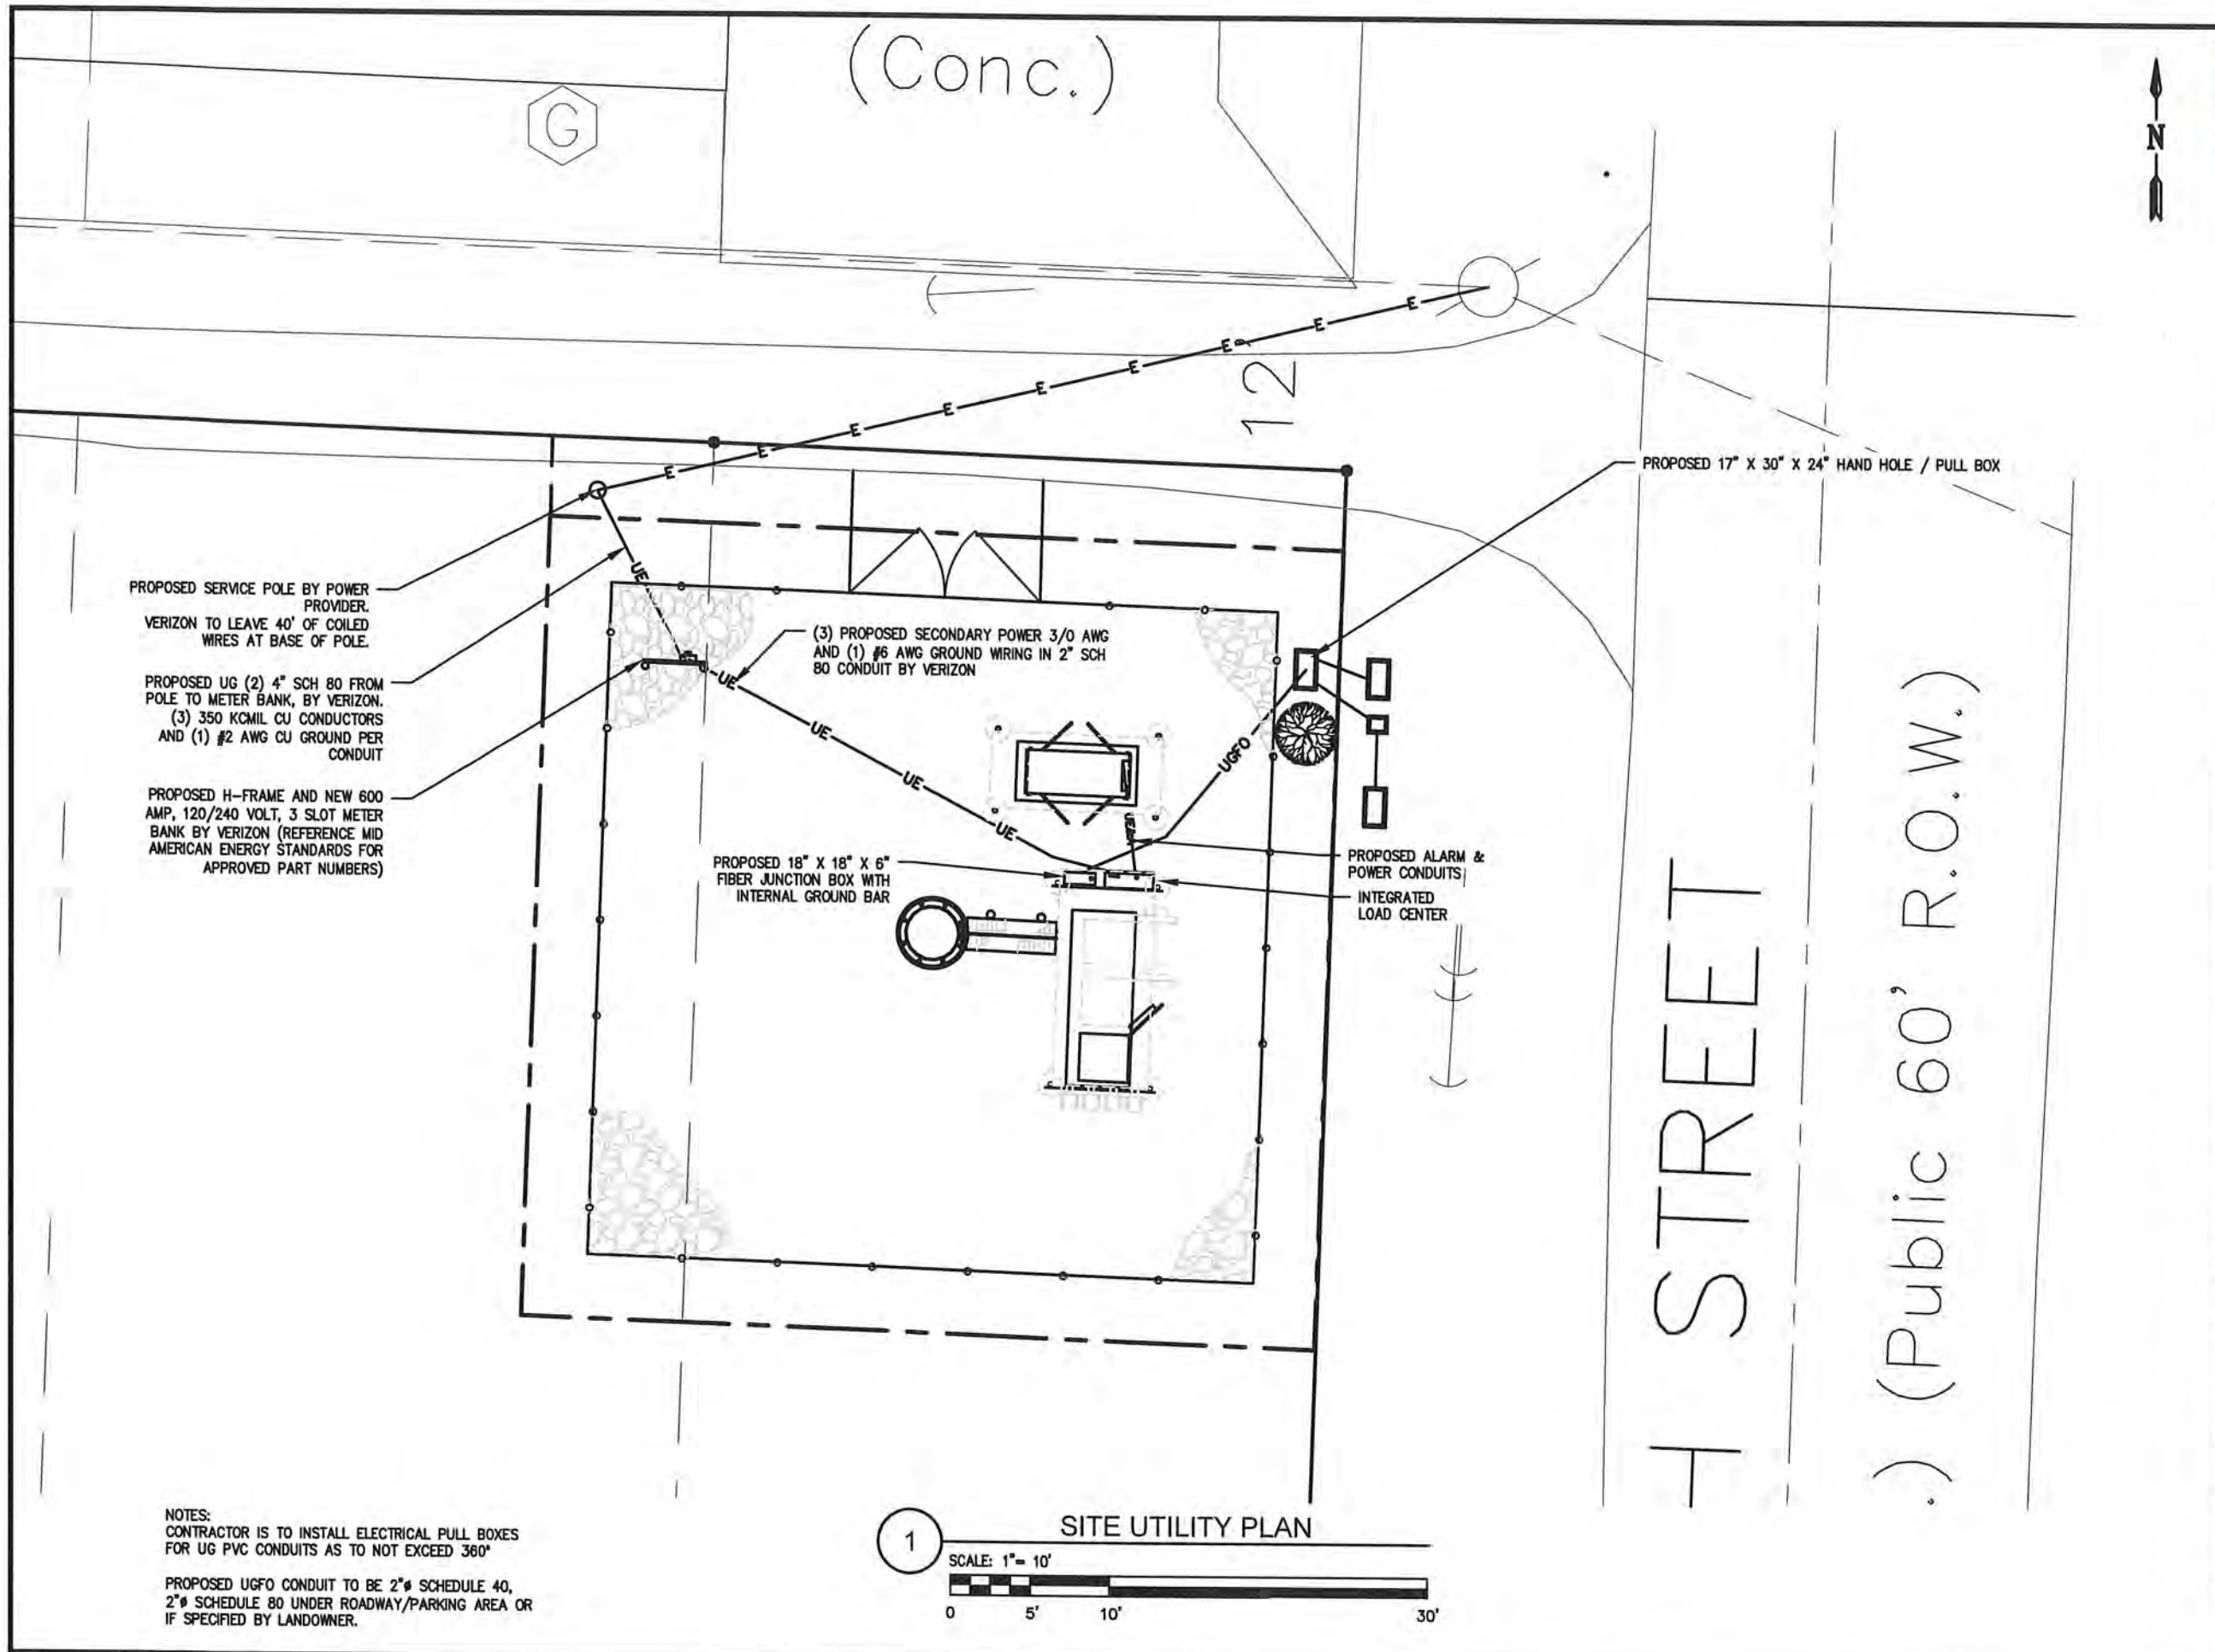 (Conc.)
G
N
12'
E E E E E E E E E
PROPOSED 17" X 30" X 24" HAND HOLE / PULL BOX
PROPOSED SERVICE POLE BY POWER
PROVIDER.
VERIZON TO LEAVE 40' OF COILED
WIRES AT BASE OF POLE.
UE
PROPOSED UG (2) 4" SCH 80 FROM
POLE TO METER BANK, BY VERIZON.
(3) 350 KCMIL CU CONDUCTORS
AND (1) #2 AWG CU GROUND PER
CONDUIT
PROPOSED H-FRAME AND NEW 600
AMP, 120/240 VOLT, 3 SLOT METER
BANK BY VERIZON (REFERENCE MID
AMERICAN ENERGY STANDARDS FOR
APPROVED PART NUMBERS)
(3) PROPOSED SECONDARY POWER 3/0 AWG
AND (1) #6 AWG GROUND WIRING IN 2" SCH
80 CONDUIT BY VERIZON
UE UE UE UE
UGFO
PROPOSED 18" X 18" X 6"
FIBER JUNCTION BOX WITH
INTERNAL GROUND BAR
PROPOSED ALARM &
POWER CONDUITS
INTEGRATED
LOAD CENTER
H STREET
.) (Public 60' R.O.W.)
NOTES:
CONTRACTOR IS TO INSTALL ELECTRICAL PULL BOXES
FOR UG PVC CONDUITS AS TO NOT EXCEED 360°
PROPOSED UGFO CONDUIT TO BE 2"ø SCHEDULE 40,
2"ø SCHEDULE 80 UNDER ROADWAY/PARKING AREA OR
IF SPECIFIED BY LANDOWNER.
1
SITE UTILITY PLAN
SCALE: 1"= 10'
0 5' 10' 30'